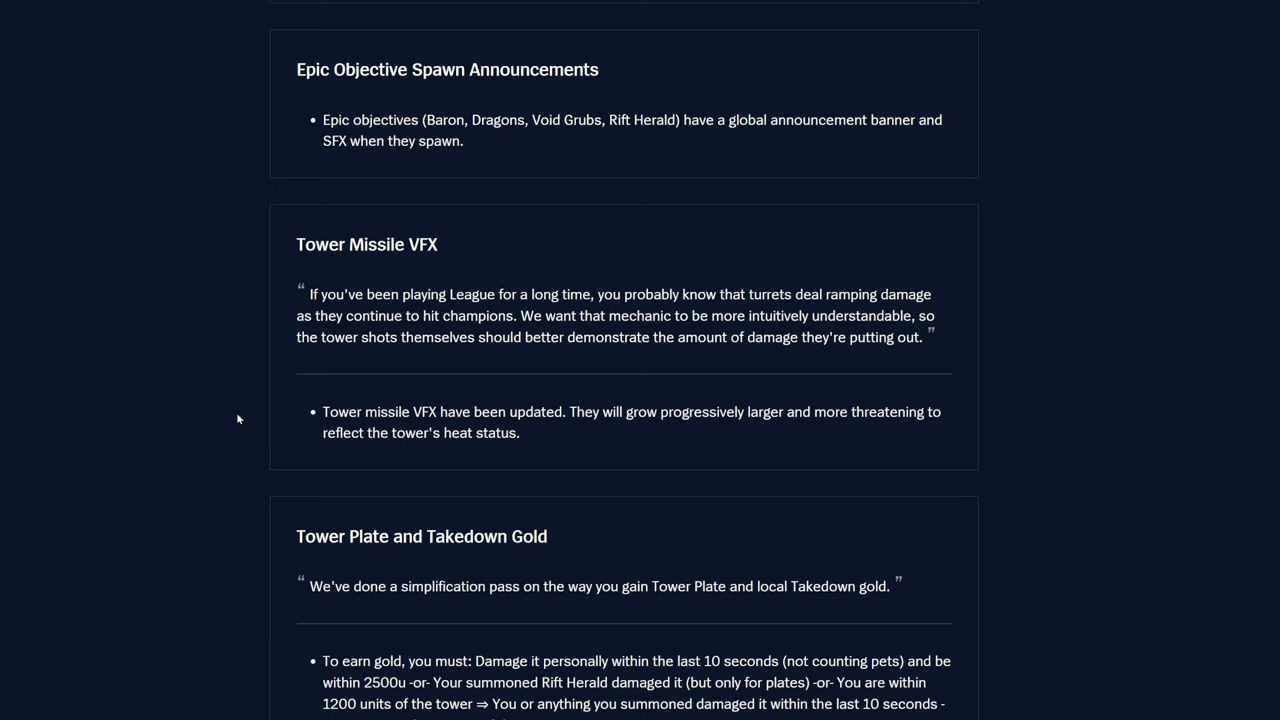 Epic Objective Spawn Announcements
• Epic objectives (Baron, Dragons, Void Grubs, Rift Herald) have a global announcement banner and
SFX when they spawn.
Tower Missile VFX
“ If you've been playing League for a long time, you probably know that turrets deal ramping damage
as they continue to hit champions. We want that mechanic to be more intuitively understandable, so
the tower shots themselves should better demonstrate the amount of damage they're putting out. ”
• Tower missile VFX have been updated. They will grow progressively larger and more threatening to
reflect the tower's heat status.
Tower Plate and Takedown Gold
“ We've done a simplification pass on the way you gain Tower Plate and local Takedown gold. ”
• To earn gold, you must: Damage it personally within the last 10 seconds (not counting pets) and be
within 2500u -or- Your summoned Rift Herald damaged it (but only for plates) -or- You are within
1200 units of the tower ⇒ You or anything you summoned damaged it within the last 10 seconds -